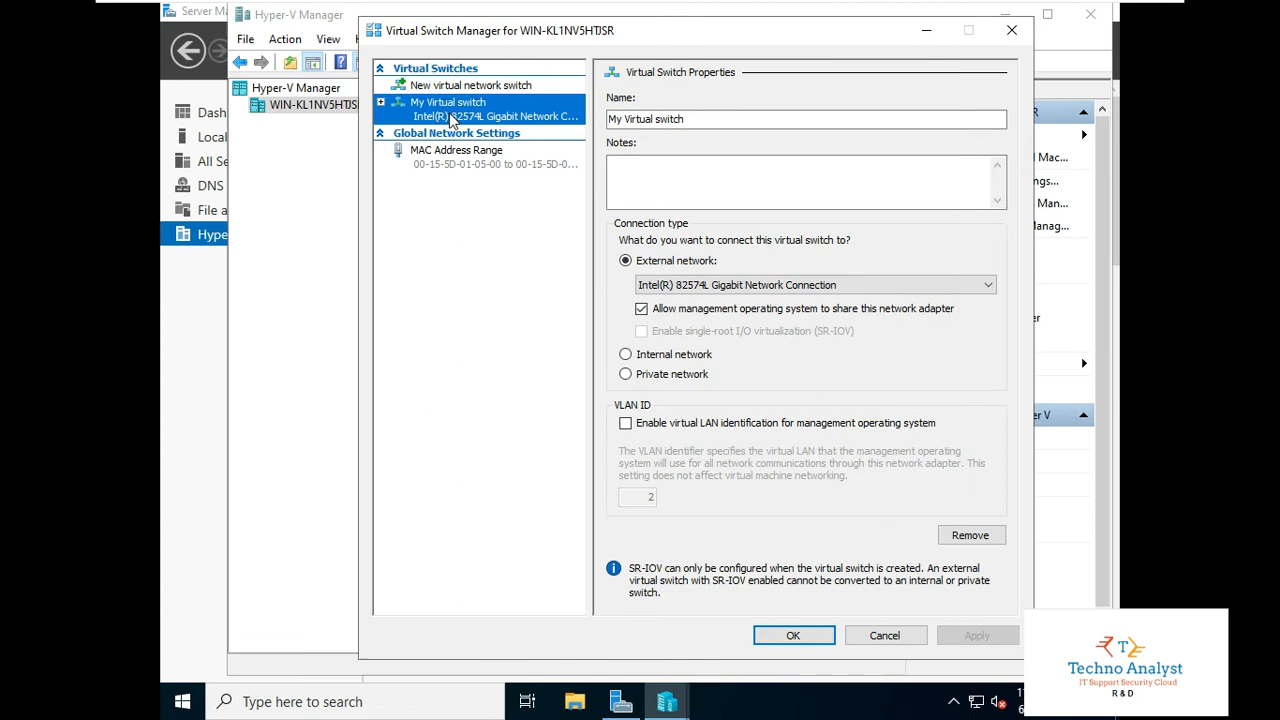 Server Ma
Hyper-V Manager
File Action View
Dash
Local
All Se
DNS
File a
Hype
Hyper-V Manager
WIN-KL1NV5HTJS
Virtual Switch Manager for WIN-KL1NV5HTJSR
Virtual Switches
New virtual network switch
My Virtual switch
Intel(R) 82574L Gigabit Network C...
Global Network Settings
MAC Address Range
00-15-5D-01-05-00 to 00-15-5D-0...
Virtual Switch Properties
Name:
My Virtual switch
Notes:
Connection type
What do you want to connect this virtual switch to?
External network:
Intel(R) 82574L Gigabit Network Connection
Allow management operating system to share this network adapter
Enable single-root I/O virtualization (SR-IOV)
Internal network
Private network
VLAN ID
Enable virtual LAN identification for management operating system
The VLAN identifier specifies the virtual LAN that the management operating
system will use for all network communications through this network adapter. This
setting does not affect virtual machine networking.
2
Remove
SR-IOV can only be configured when the virtual switch is created. An external
virtual switch with SR-IOV enabled cannot be converted to an internal or private
switch.
OK Cancel Apply
l Mac...
ngs...
Man...
Manag...
er
er V
Type here to search
Techno Analyst
IT Support Security Cloud
R & D